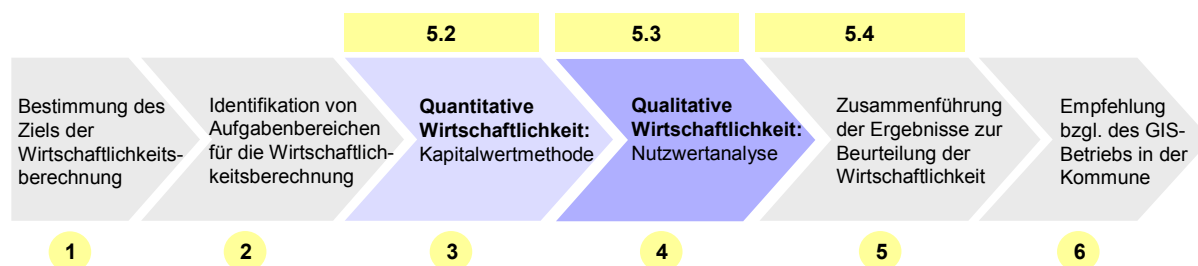 5.2
5.3
5.4
Bestimmung des
Ziels der
Wirtschaftlichkeits-
berechnung
Identifikation von
Aufgabenbereichen
für die Wirtschaftlich-
keitsberechnung
Quantitative
Wirtschaftlichkeit:
Kapitalwertmethode
Qualitative
Wirtschaftlichkeit:
Nutzwertanalyse
Zusammenführung
der Ergebnisse zur
Beurteilung der
Wirtschaftlichkeit
Empfehlung
bzgl. des GIS-
Betriebs in der
Kommune
1
2
3
4
5
6